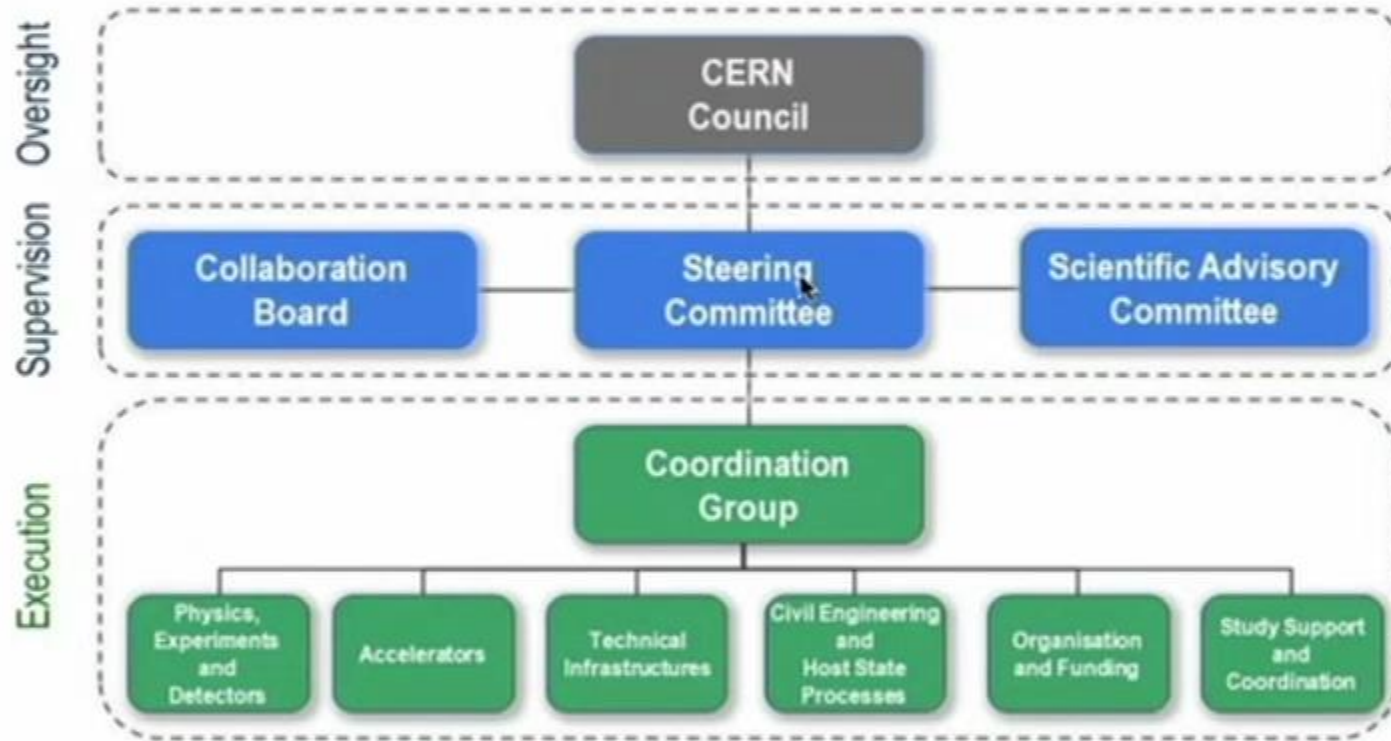 Oversight
CERN
Council
Supervision
Collaboration
Board
Steering
Committee
Scientific Advisory
Committee
Execution
Coordination
Group
Physics,
Experiments
and
Detectors
Accelerators
Technical
Infrastructures
Civil Engineering
and
Host State
Processes
Organisation
and Funding
Study Support
and
Coordination